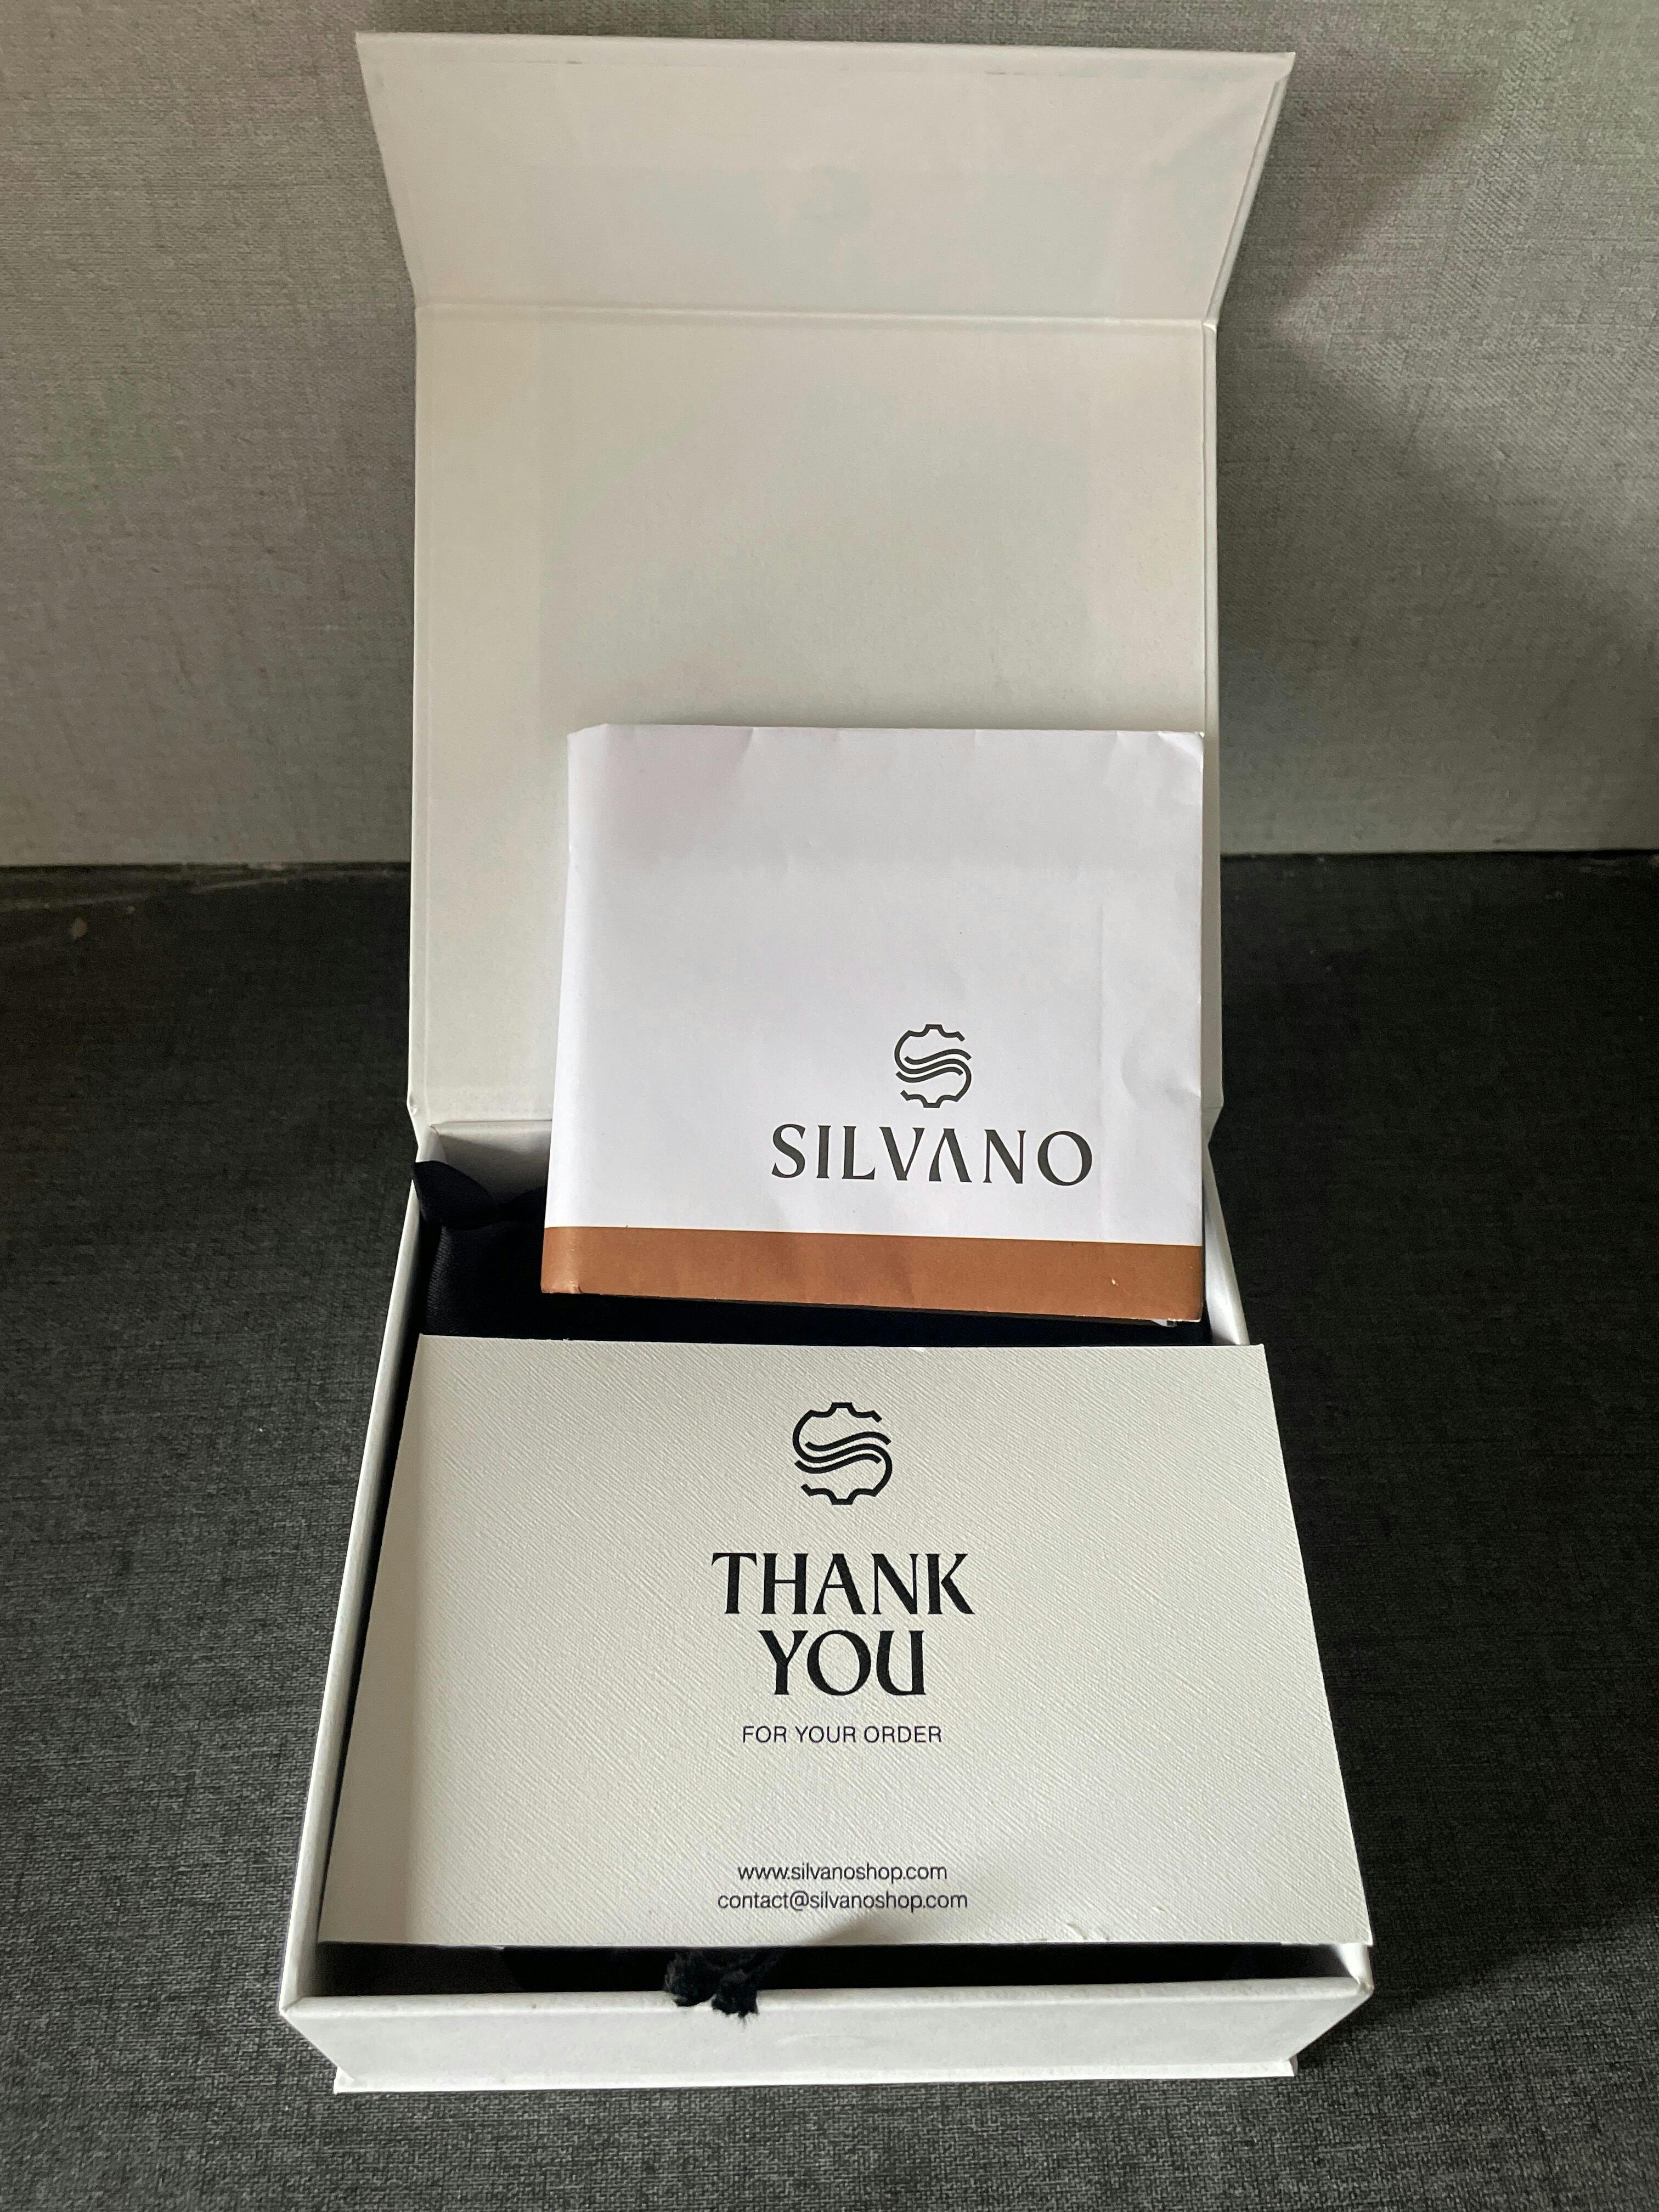 SILVANO
THANK
YOU
FOR YOUR ORDER
www.silvanoshop.com
contact@silvanoshop.com